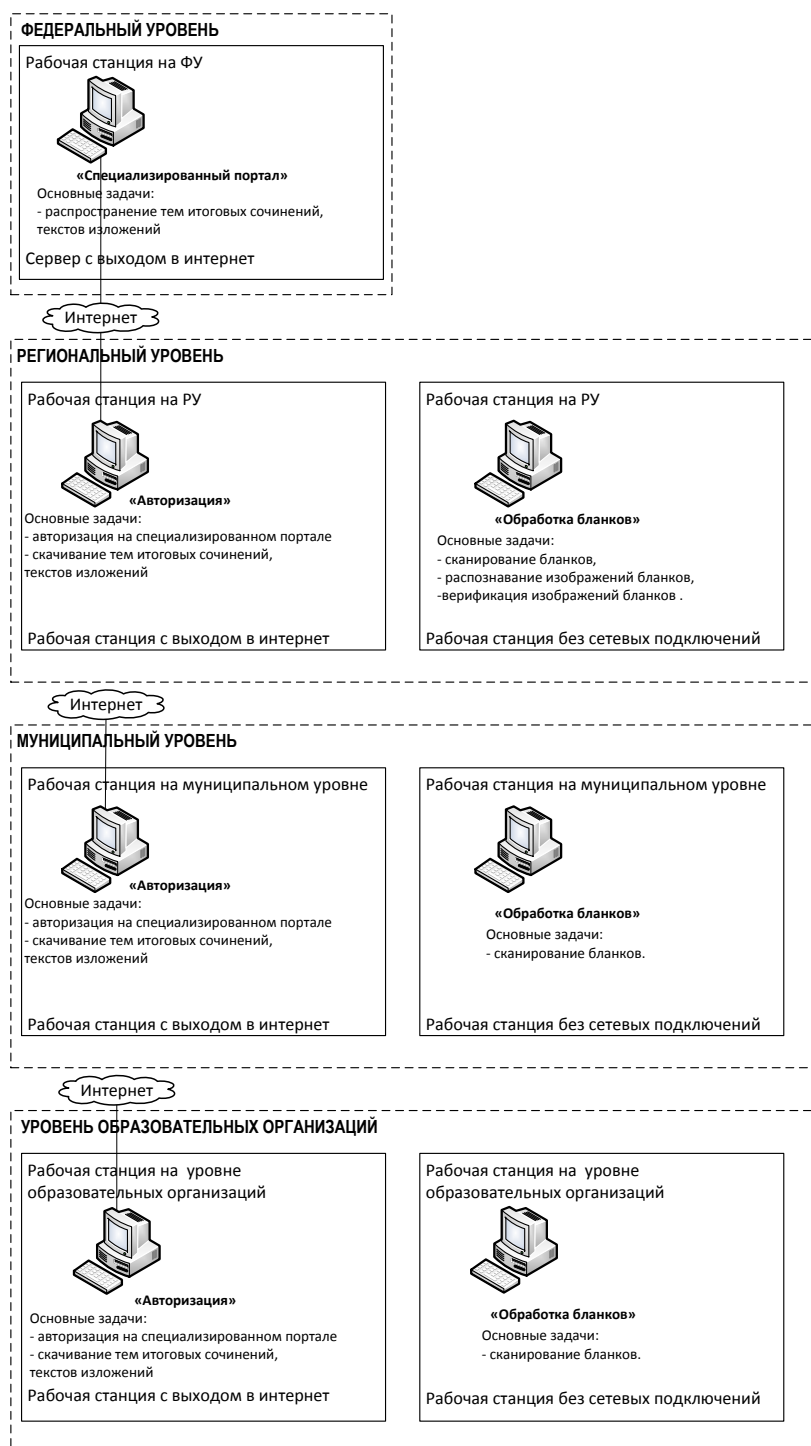 ФЕДЕРАЛЬНЫЙ УРОВЕНЬ
Рабочая станция на ФУ
«Специализированный портал»
Основные задачи:
- распространение тем итоговых сочинений,
текстов изложений
Сервер с выходом в интернет
Интернет
РЕГИОНАЛЬНЫЙ УРОВЕНЬ
Рабочая станция на РУ
«Авторизация»
Основные задачи:
- авторизация на специализированном портале
- скачивание тем итоговых сочинений,
текстов изложений
Рабочая станция с выходом в интернет
Рабочая станция на РУ
«Обработка бланков»
Основные задачи:
- сканирование бланков,
- распознавание изображений бланков,
-верификация изображений бланков .
Рабочая станция без сетевых подключений
Интернет
МУНИЦИПАЛЬНЫЙ УРОВЕНЬ
Рабочая станция на муниципальном уровне
«Авторизация»
Основные задачи:
- авторизация на специализированном портале
- скачивание тем итоговых сочинений,
текстов изложений
Рабочая станция с выходом в интернет
Рабочая станция на муниципальном уровне
«Обработка бланков»
Основные задачи:
- сканирование бланков.
Рабочая станция без сетевых подключений
Интернет
УРОВЕНЬ ОБРАЗОВАТЕЛЬНЫХ ОРГАНИЗАЦИЙ
Рабочая станция на уровне
образовательных организаций
«Авторизация»
Основные задачи:
- авторизация на специализированном портале
- скачивание тем итоговых сочинений,
текстов изложений
Рабочая станция с выходом в интернет
Рабочая станция на уровне
образовательных организаций
«Обработка бланков»
Основные задачи:
- сканирование бланков.
Рабочая станция без сетевых подключений